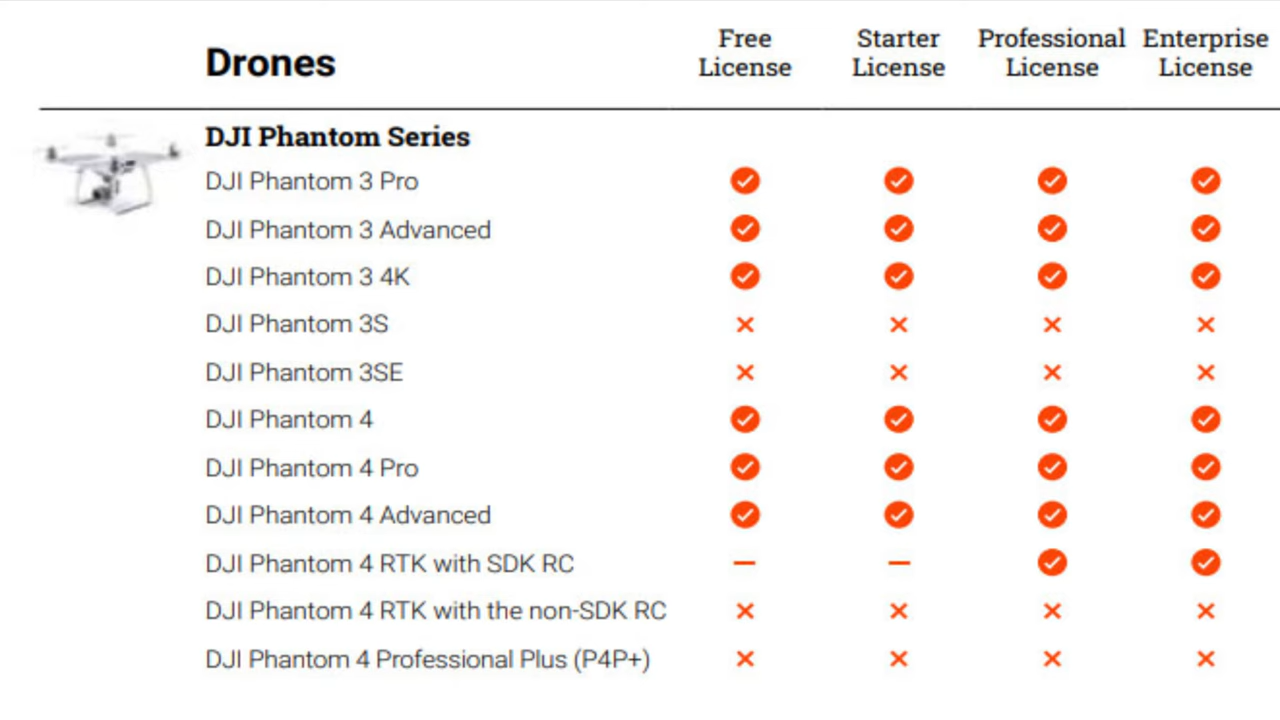 Drones
Free License
Starter License
Professional License
Enterprise License
DJI Phantom Series
DJI Phantom 3 Pro
DJI Phantom 3 Advanced
DJI Phantom 3 4K
DJI Phantom 3S
DJI Phantom 3SE
DJI Phantom 4
DJI Phantom 4 Pro
DJI Phantom 4 Advanced
DJI Phantom 4 RTK with SDK RC
DJI Phantom 4 RTK with the non-SDK RC
DJI Phantom 4 Professional Plus (P4P+)